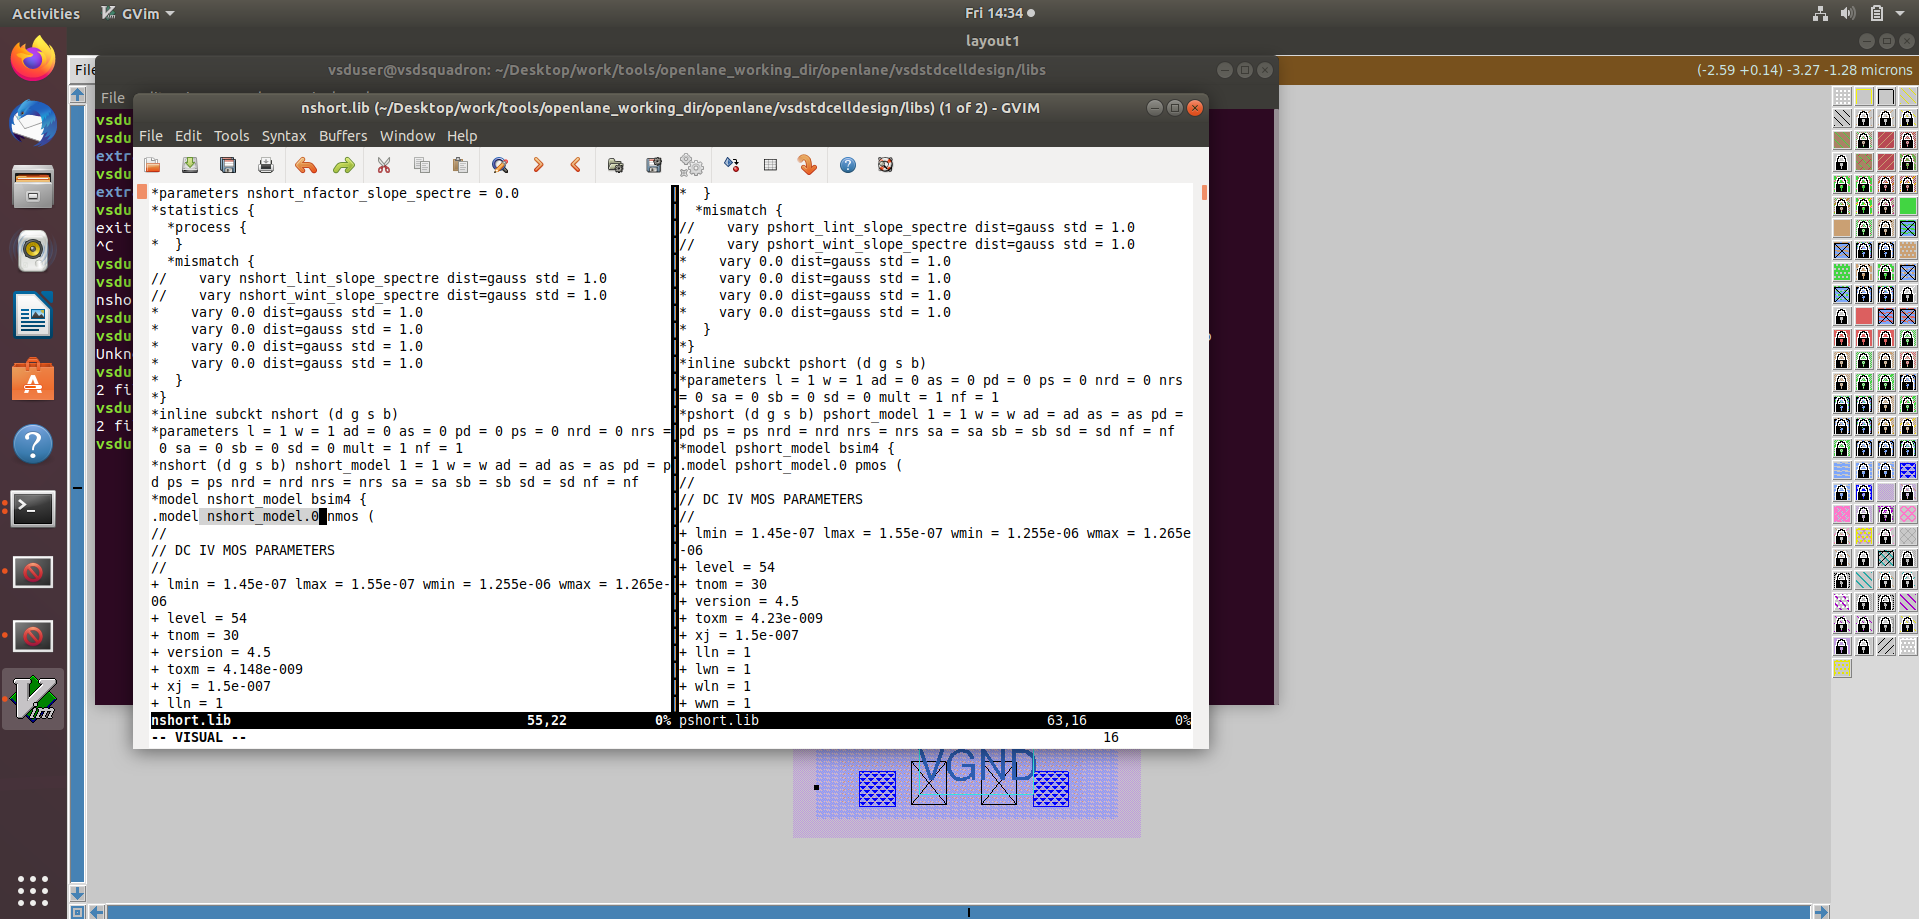 Activities
GVim
Fri 14:34
layout1
File
(-2.59 +0.14) -3.27 -1.28 microns
vsduser@vsdsquadron: ~/Desktop/work/tools/openlane_working_dir/openlane/vsdstdcelldesign/libs
File
vsdu
vsdu
extr
vsdu
extr
vsdu
exit
^C
vsdu
vsdu
nsho
vsdu
vsdu
Unkn
vsdu
2 fi
vsdu
2 fi
vsdu
nshort.lib (~/Desktop/work/tools/openlane_working_dir/openlane/vsdstdcelldesign/libs) (1 of 2) - GVIM
File Edit Tools Syntax Buffers Window Help
*parameters nshort_nfactor_slope_spectre = 0.0
*statistics {
*process {
* }
*mismatch {
// vary nshort_lint_slope_spectre dist=gauss std = 1.0
// vary nshort_wint_slope_spectre dist=gauss std = 1.0
* vary 0.0 dist=gauss std = 1.0
* vary 0.0 dist=gauss std = 1.0
* vary 0.0 dist=gauss std = 1.0
* vary 0.0 dist=gauss std = 1.0
* }
*}
*inline subckt nshort (d g s b)
*parameters l = 1 w = 1 ad = 0 as = 0 pd = 0 ps = 0 nrd = 0 nrs =
0 sa = 0 sb = 0 sd = 0 mult = 1 nf = 1
*nshort (d g s b) nshort_model 1 = 1 w = w ad = ad as = as pd = p
d ps = ps nrd = nrd nrs = nrs sa = sa sb = sb sd = sd nf = nf
*model nshort_model bsim4 {
.model nshort_model.0 nmos (
//
// DC IV MOS PARAMETERS
//
+ lmin = 1.45e-07 lmax = 1.55e-07 wmin = 1.255e-06 wmax = 1.265e-
06
+ level = 54
+ tnom = 30
+ version = 4.5
+ toxm = 4.148e-009
+ xj = 1.5e-007
+ lln = 1
nshort.lib 55,22 0%
-- VISUAL -- 16
* }
*mismatch {
// vary pshort_lint_slope_spectre dist=gauss std = 1.0
// vary pshort_wint_slope_spectre dist=gauss std = 1.0
* vary 0.0 dist=gauss std = 1.0
* vary 0.0 dist=gauss std = 1.0
* vary 0.0 dist=gauss std = 1.0
* vary 0.0 dist=gauss std = 1.0
* }
*}
*inline subckt pshort (d g s b)
*parameters l = 1 w = 1 ad = 0 as = 0 pd = 0 ps = 0 nrd = 0 nrs
= 0 sa = 0 sb = 0 sd = 0 mult = 1 nf = 1
*pshort (d g s b) pshort_model 1 = 1 w = w ad = ad as = as pd =
pd ps = ps nrd = nrd nrs = nrs sa = sa sb = sb sd = sd nf = nf
*model pshort_model bsim4 {
.model pshort_model.0 pmos (
//
// DC IV MOS PARAMETERS
//
+ lmin = 1.45e-07 lmax = 1.55e-07 wmin = 1.255e-06 wmax = 1.265e
-06
+ level = 54
+ tnom = 30
+ version = 4.5
+ toxm = 4.23e-009
+ xj = 1.5e-007
+ lln = 1
+ lwn = 1
+ wln = 1
+ wwn = 1
pshort.lib 63,16 0%
VGND